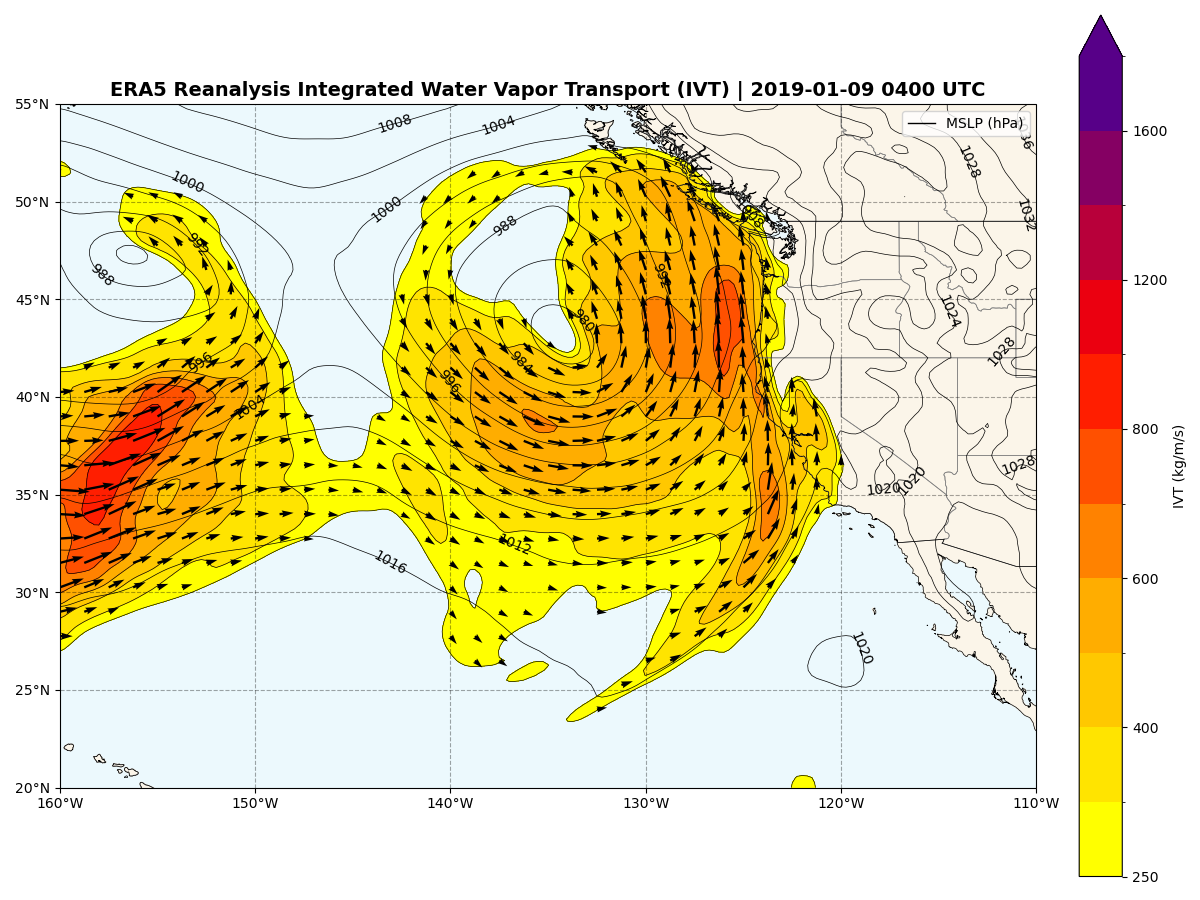 ERA5 Reanalysis Integrated Water Vapor Transport (IVT) | 2019-01-09 0400 UTC
MSLP (hPa)
55°N
50°N
45°N
40°N
35°N
30°N
25°N
20°N
160°W
150°W
140°W
130°W
120°W
110°W
1008
1004
1000
1000
988
992
988
996
1004
980
984
996
992
1012
1016
1020
1020
1020
1028
1032
1024
1028
1028
1600
1200
800
600
400
250
IVT (kg/m/s)